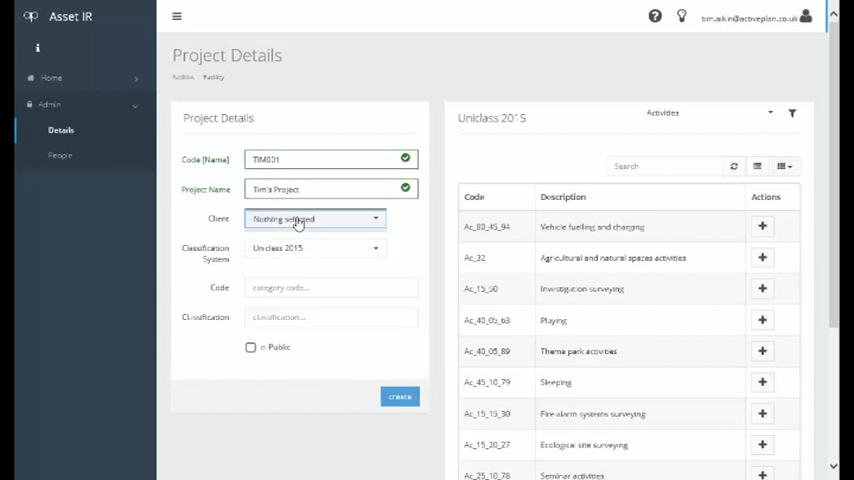 Asset IR
tim.aikin@activeplan.co.uk
i
Project Details
Facilities / Facility
Home
Admin
Details
People
Project Details
Code [Name] TIM001
Project Name Tim's Project
Client Nothing selected
Classification System Uniclass 2015
Code category code...
Classification classification...
Is Public
create
Uniclass 2015 Activities
Search
Code Description Actions
Ac_80_45_94 Vehicle fuelling and charging
Ac_32 Agricultural and natural spaces activities
Ac_15_50 Investigation surveying
Ac_40_05_63 Playing
Ac_40_05_89 Theme park activities
Ac_45_10_79 Sleeping
Ac_15_15_30 Fire alarm systems surveying
Ac_15_20_27 Ecological site surveying
Ac_25_10_78 Seminar activities